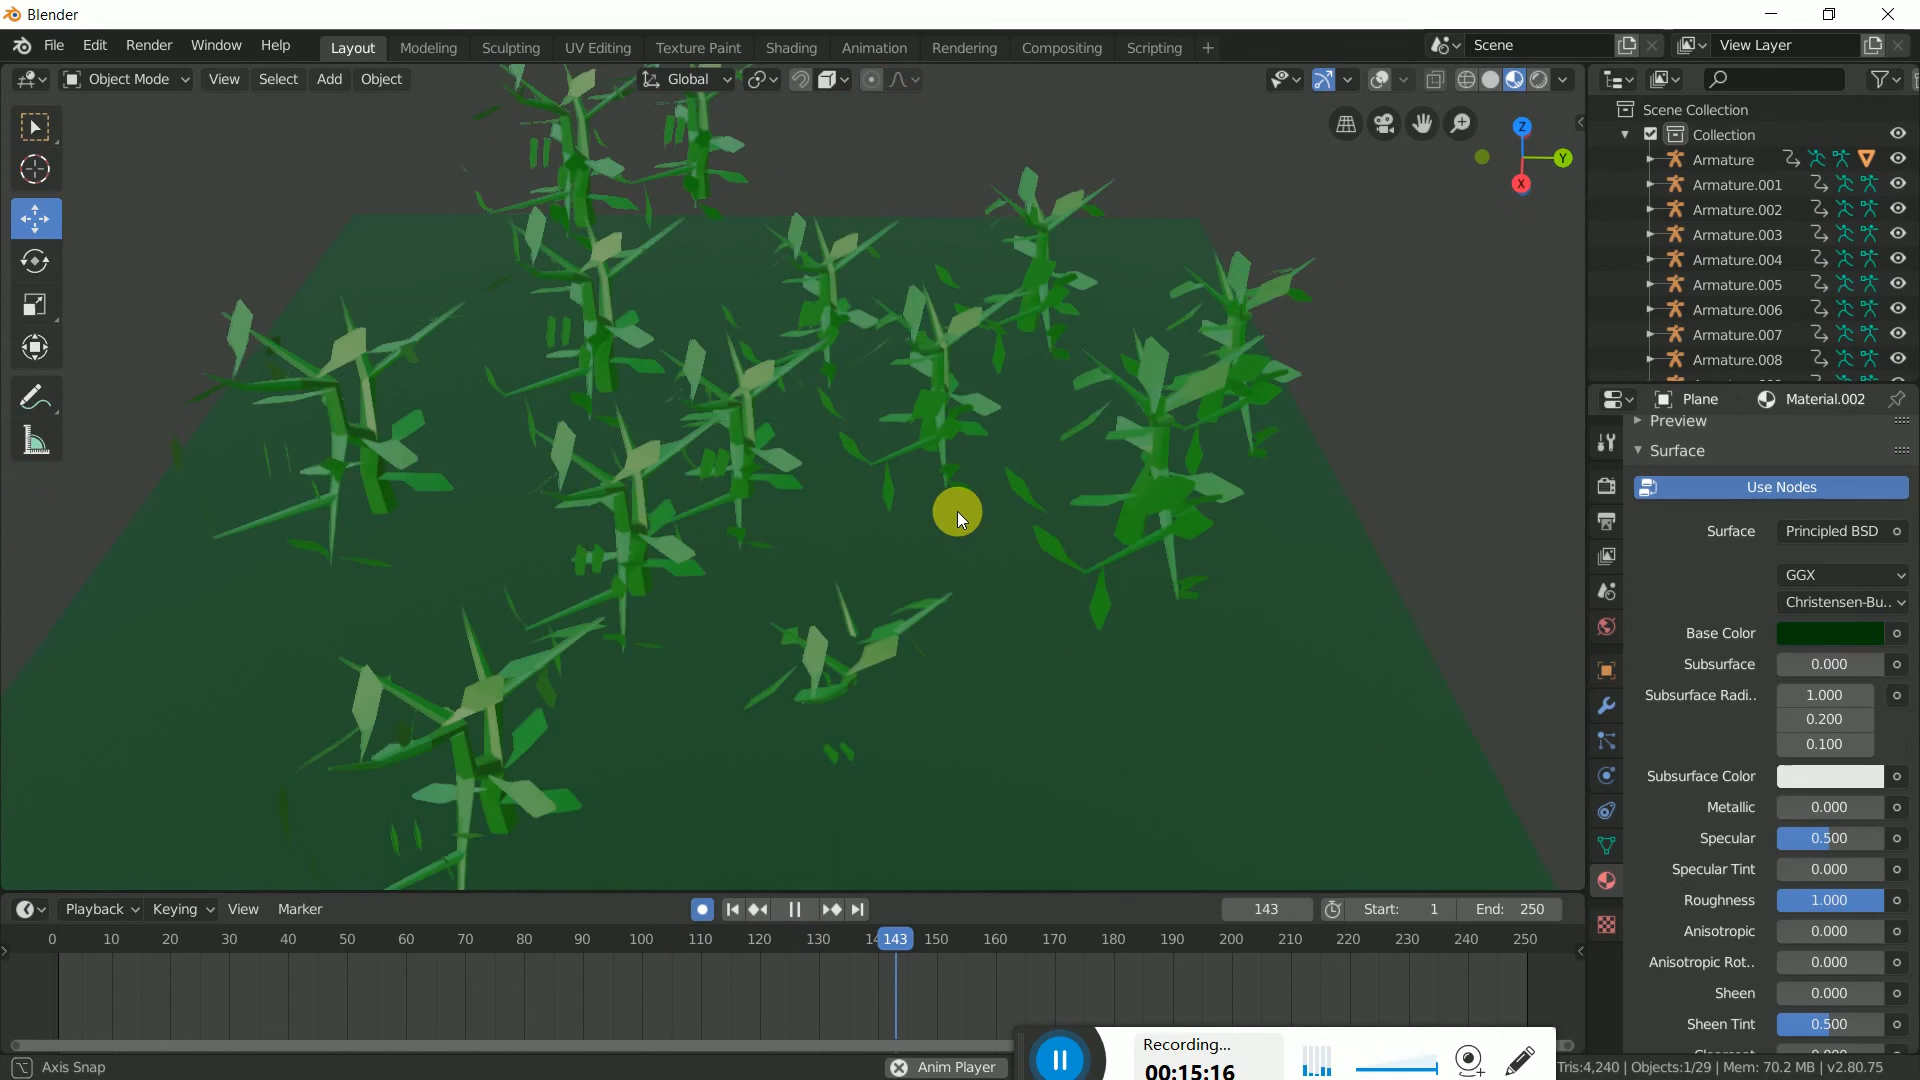 Blender
File Edit Render Window Help Layout Modeling Sculpting UV Editing Texture Paint Shading Animation Rendering Compositing Scripting + Scene View Layer
Object Mode View Select Add Object Global
Z
Y
X
Scene Collection
Collection
Armature
Armature.001
Armature.002
Armature.003
Armature.004
Armature.005
Armature.006
Armature.007
Armature.008
Plane Material.002
Preview
Surface
Use Nodes
Surface Principled BSD
GGX
Christensen-Bu..
Base Color
Subsurface 0.000
Subsurface Radi.. 1.000
0.200
0.100
Subsurface Color
Metallic 0.000
Specular 0.500
Specular Tint 0.000
Roughness 1.000
Anisotropic 0.000
Anisotropic Rot.. 0.000
Sheen 0.000
Sheen Tint 0.500
Playback Keying View Marker 143 Start: 1 End: 250
0 10 20 30 40 50 60 70 80 90 100 110 120 130 14 143 150 160 170 180 190 200 210 220 230 240 250
Axis Snap Anim Player
Recording...
00:15:16
Tris:4,240 | Objects:1/29 | Mem: 70.2 MB | v2.80.75